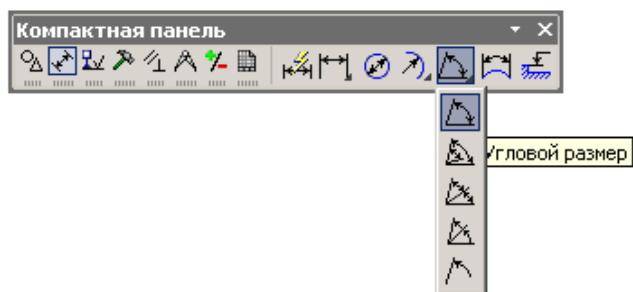 Компактная панель
Угловой размер